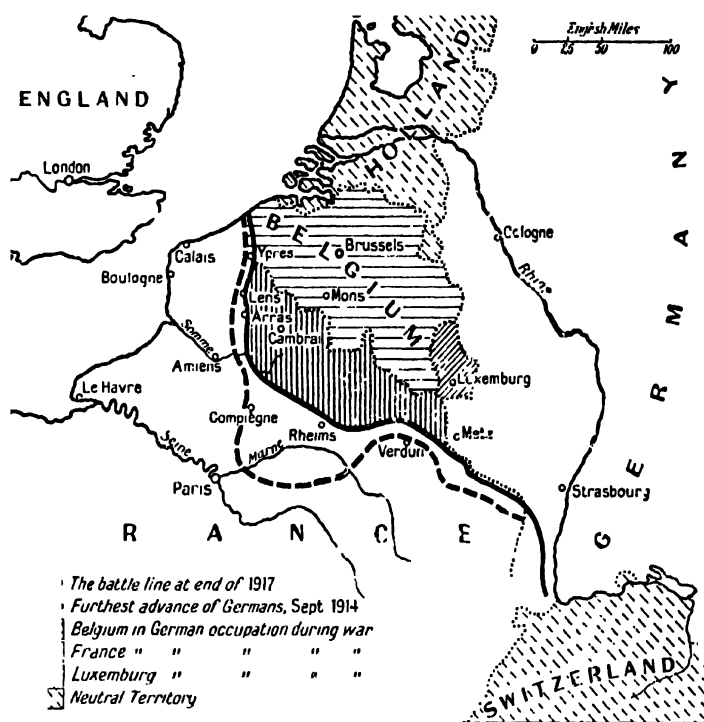 English Miles
0 25 50 100
ENGLAND
London
HOLLAND
GERMANY
BELGIUM
Calais
Ypres
Brussels
Cologne
Boulogne
Rhine
Lens
Mons
Arras
Somme
Cambrai
Amiens
Luxemburg
Le Havre
Compiègne
Rheims
Metz
Seine
Marne
Verdun
Paris
Strasbourg
RANCE
SWITZERLAND
The battle line at end of 1917
Furthest advance of Germans, Sept 1914
Belgium in German occupation during war
France " " " " "
Luxemburg " " " "
Neutral Territory